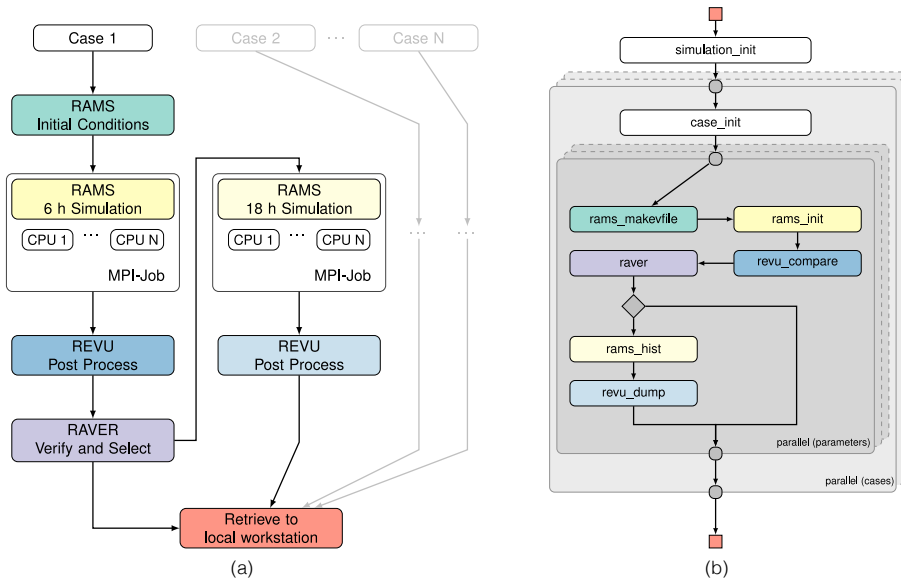 Case 1
Case 2
...
Case N
RAMS
Initial Conditions
RAMS
6 h Simulation
CPU 1
...
CPU N
MPI-Job
RAMS
18 h Simulation
CPU 1
...
CPU N
MPI-Job
...
...
REVU
Post Process
REVU
Post Process
RAVER
Verify and Select
Retrieve to
local workstation
(a)
simulation_init
case_init
rams_makevfile
rams_init
raver
revu_compare
rams_hist
revu_dump
parallel (parameters)
parallel (cases)
(b)